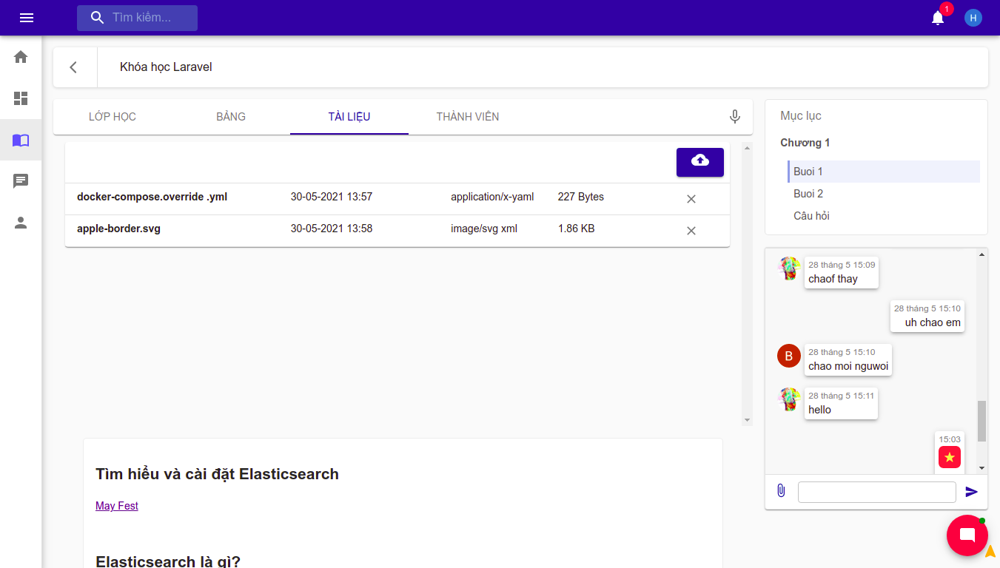 Tìm kiếm...
1
H
Khóa học Laravel
LỚP HỌC
BẢNG
TÀI LIỆU
THÀNH VIÊN
docker-compose.override .yml 30-05-2021 13:57 application/x-yaml 227 Bytes
apple-border.svg 30-05-2021 13:58 image/svg xml 1.86 KB
Tìm hiểu và cài đặt Elasticsearch
May Fest
Elasticsearch là gì?
Mục lục
Chương 1
Buoi 1
Buoi 2
Câu hỏi
28 tháng 5 15:09
chaof thay
28 tháng 5 15:10
uh chao em
B
28 tháng 5 15:10
chao moi nguwoi
28 tháng 5 15:11
hello
15:03